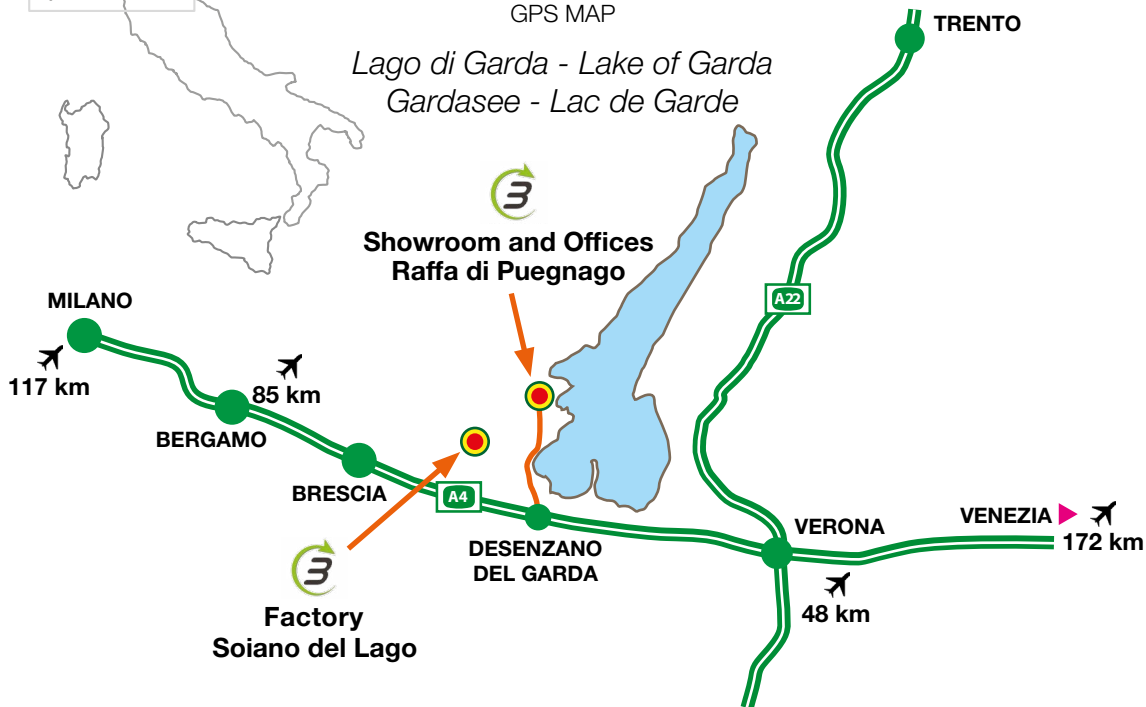 GPS MAP
Lago di Garda - Lake of Garda
Gardasee - Lac de Garde
TRENTO
3
Showroom and Offices
Raffa di Puegnago
A22
MILANO
117 km
85 km
BERGAMO
BRESCIA
A4
DESENZANO
DEL GARDA
VERONA
VENEZIA
172 km
48 km
3
Factory
Soiano del Lago